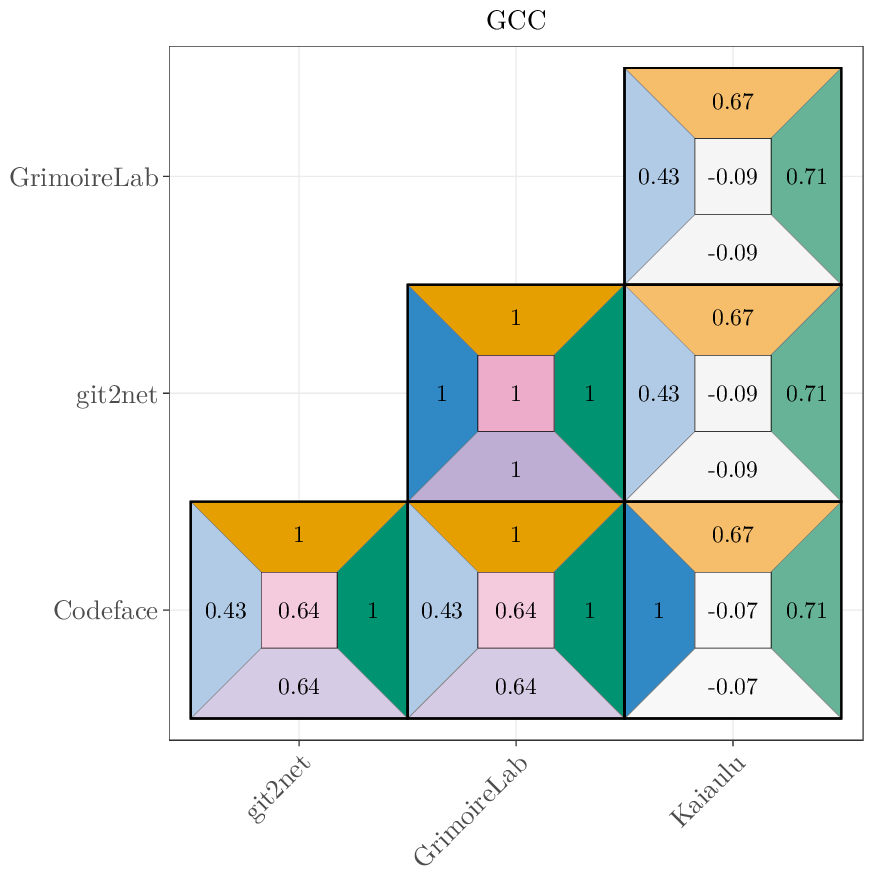 GCC
0.67
GrimoireLab 0.43 -0.09 0.71
-0.09
1 0.67
git2net 1 1 1 0.43 -0.09 0.71
1 -0.09
1 1 0.67
Codeface 0.43 0.64 1 0.43 0.64 1 1 -0.07 0.71
0.64 0.64 -0.07
git2net GrimoireLab Kaiaulu